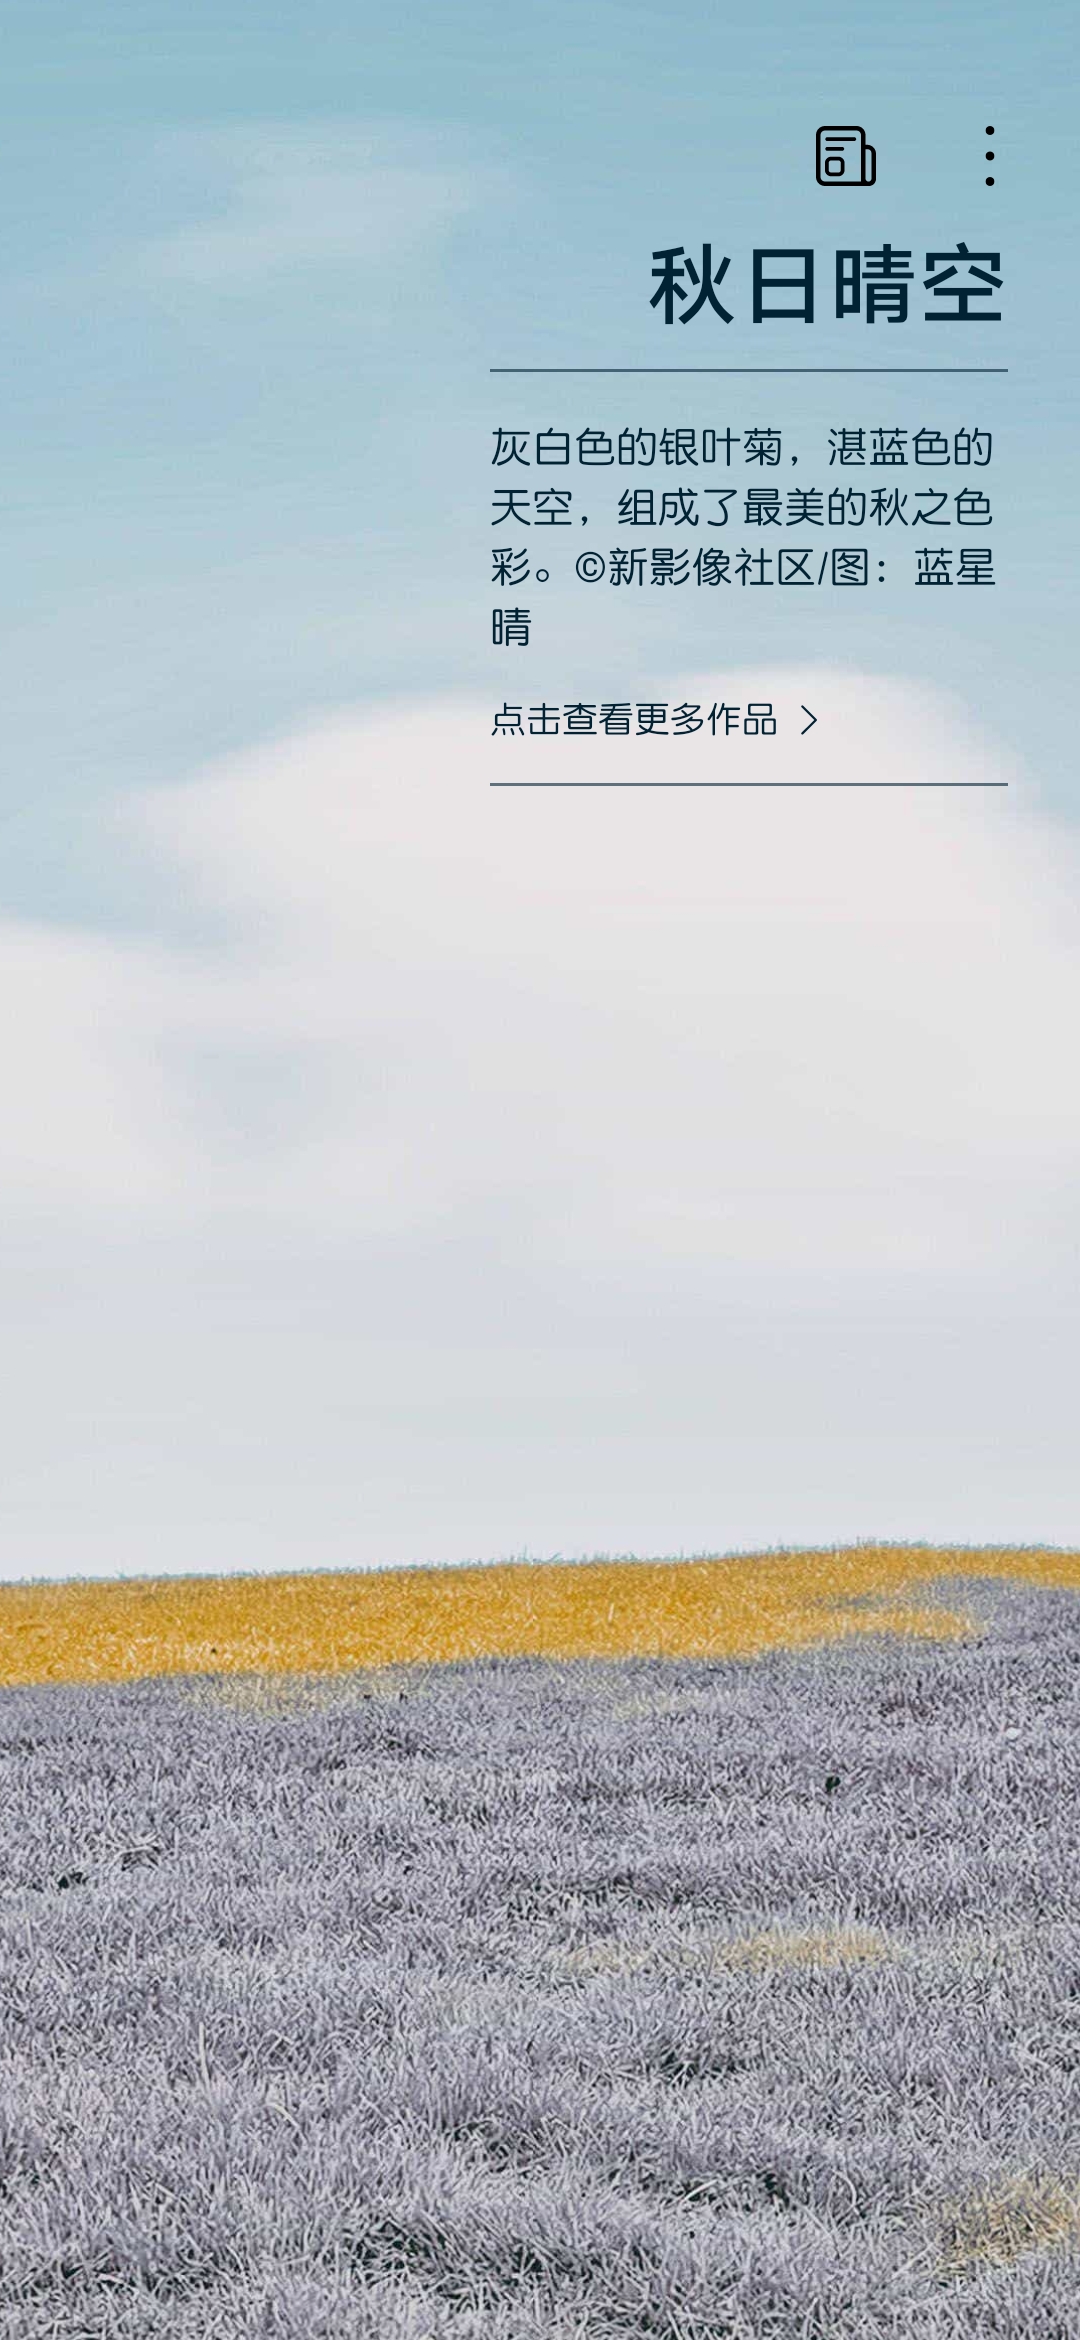 秋日晴空
灰白色的银叶菊，湛蓝色的
天空，组成了最美的秋之色
彩。©新影像社区/图：蓝星
晴
点击查看更多作品 >